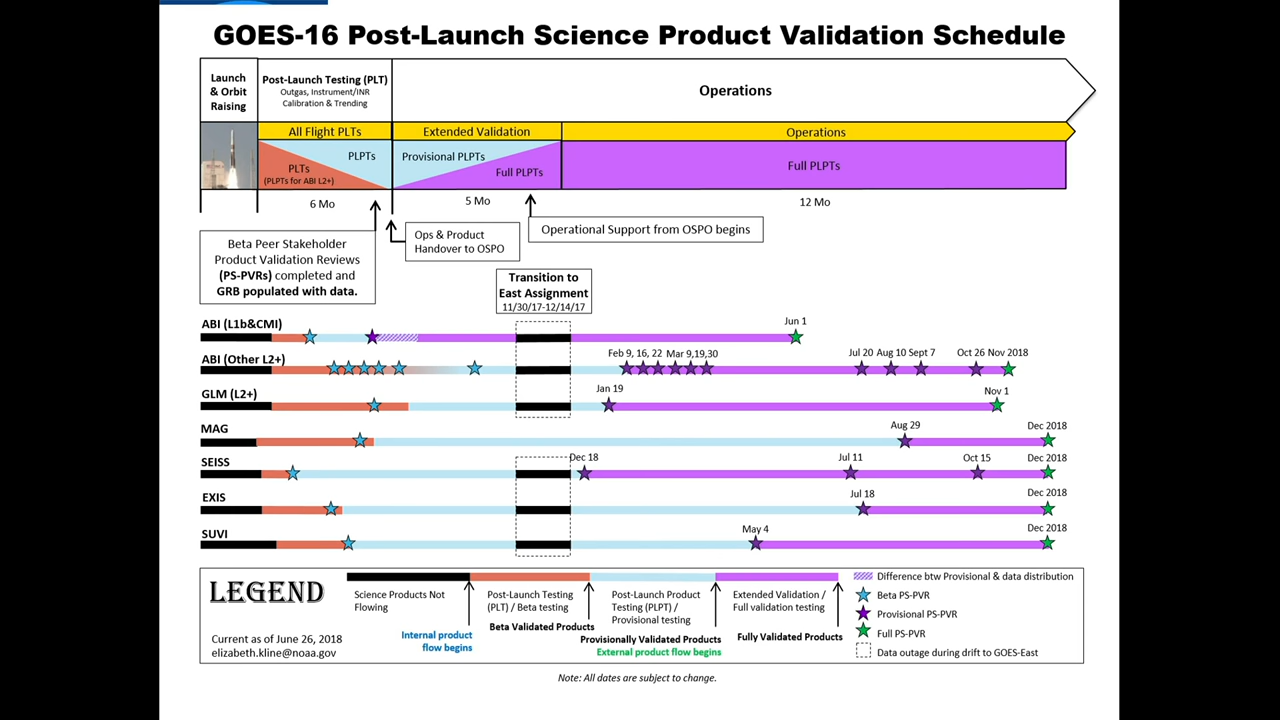 GOES-16 Post-Launch Science Product Validation Schedule
Launch
& Orbit
Raising
Post-Launch Testing (PLT)
Outgas, Instrument/INR
Calibration & Trending
Operations
All Flight PLTs
Extended Validation
Operations
PLPTs
PLTs
(PLPTs for ABI L2+)
Provisional PLPTs
Full PLPTs
Full PLPTs
6 Mo
5 Mo
12 Mo
Beta Peer Stakeholder
Product Validation Reviews
(PS-PVRs) completed and
GRB populated with data.
Ops & Product
Handover to OSPO
Operational Support from OSPO begins
Transition to
East Assignment
11/30/17-12/14/17
ABI (L1b&CMI)
Jun 1
ABI (Other L2+)
Feb 9, 16, 22 Mar 9,19,30
Jul 20 Aug 10 Sept 7
Oct 26 Nov 2018
GLM (L2+)
Jan 19
Nov 1
MAG
Aug 29
Dec 2018
SEISS
Dec 18
Jul 11
Oct 15
Dec 2018
EXIS
Jul 18
Dec 2018
SUVI
May 4
Dec 2018
LEGEND
Current as of June 26, 2018
elizabeth.kline@noaa.gov
Science Products Not
Flowing
Internal product
flow begins
Post-Launch Testing
(PLT) / Beta testing
Beta Validated Products
Post-Launch Product
Testing (PLPT) /
Provisional testing
Provisionally Validated Products
External product flow begins
Extended Validation /
Full validation testing
Fully Validated Products
Difference btw Provisional & data distribution
Beta PS-PVR
Provisional PS-PVR
Full PS-PVR
Data outage during drift to GOES-East
Note: All dates are subject to change.